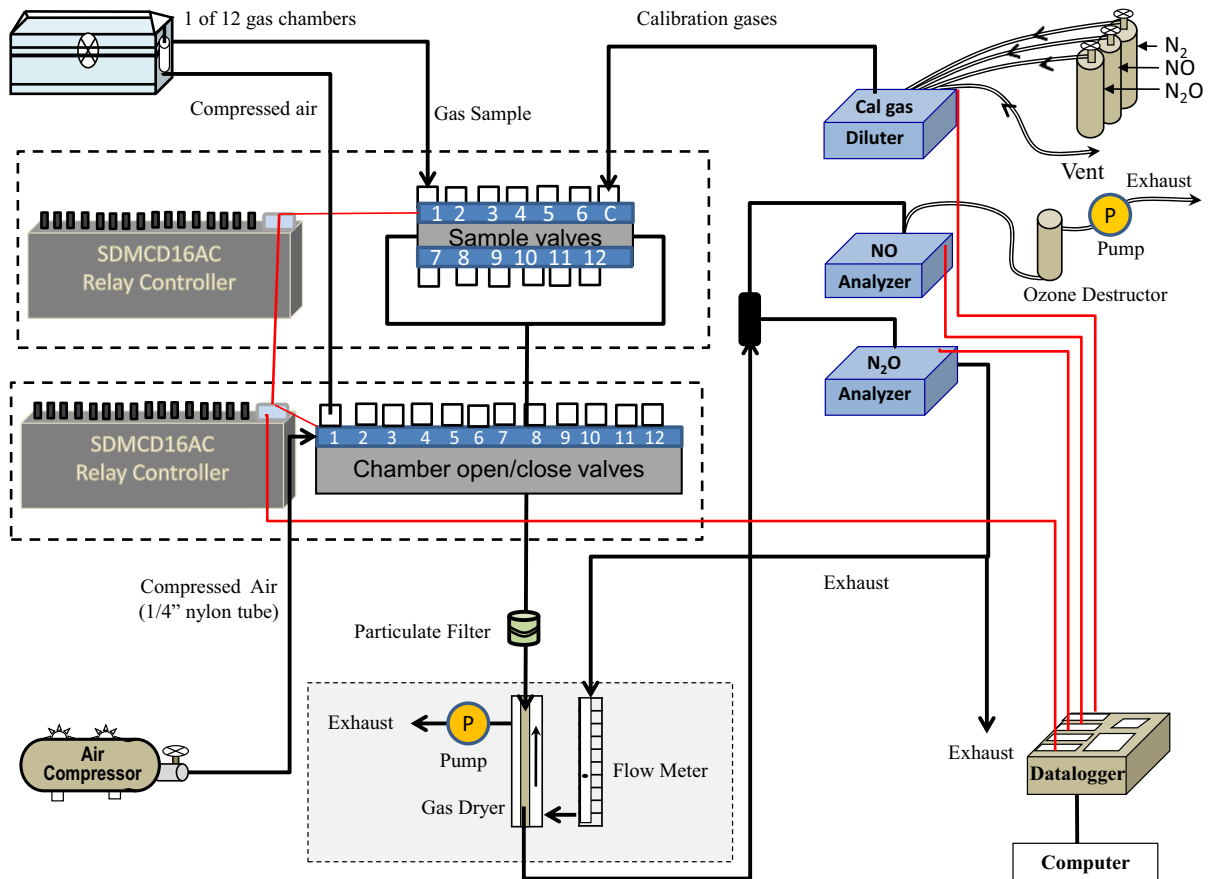 1 of 12 gas chambers
Calibration gases
N₂
NO
N₂O
Compressed air
Gas Sample
Cal gas
Diluter
Vent
Exhaust
P
Pump
1 2 3 4 5 6 C
Sample valves
7 8 9 10 11 12
SDMCD16AC
Relay Controller
NO
Analyzer
Ozone Destructor
N₂O
Analyzer
SDMCD16AC
Relay Controller
1 2 3 4 5 6 7 8 9 10 11 12
Chamber open/close valves
Compressed Air
(1/4” nylon tube)
Exhaust
Particulate Filter
Exhaust
P
Pump
Flow Meter
Gas Dryer
Air
Compressor
Exhaust
Datalogger
Computer